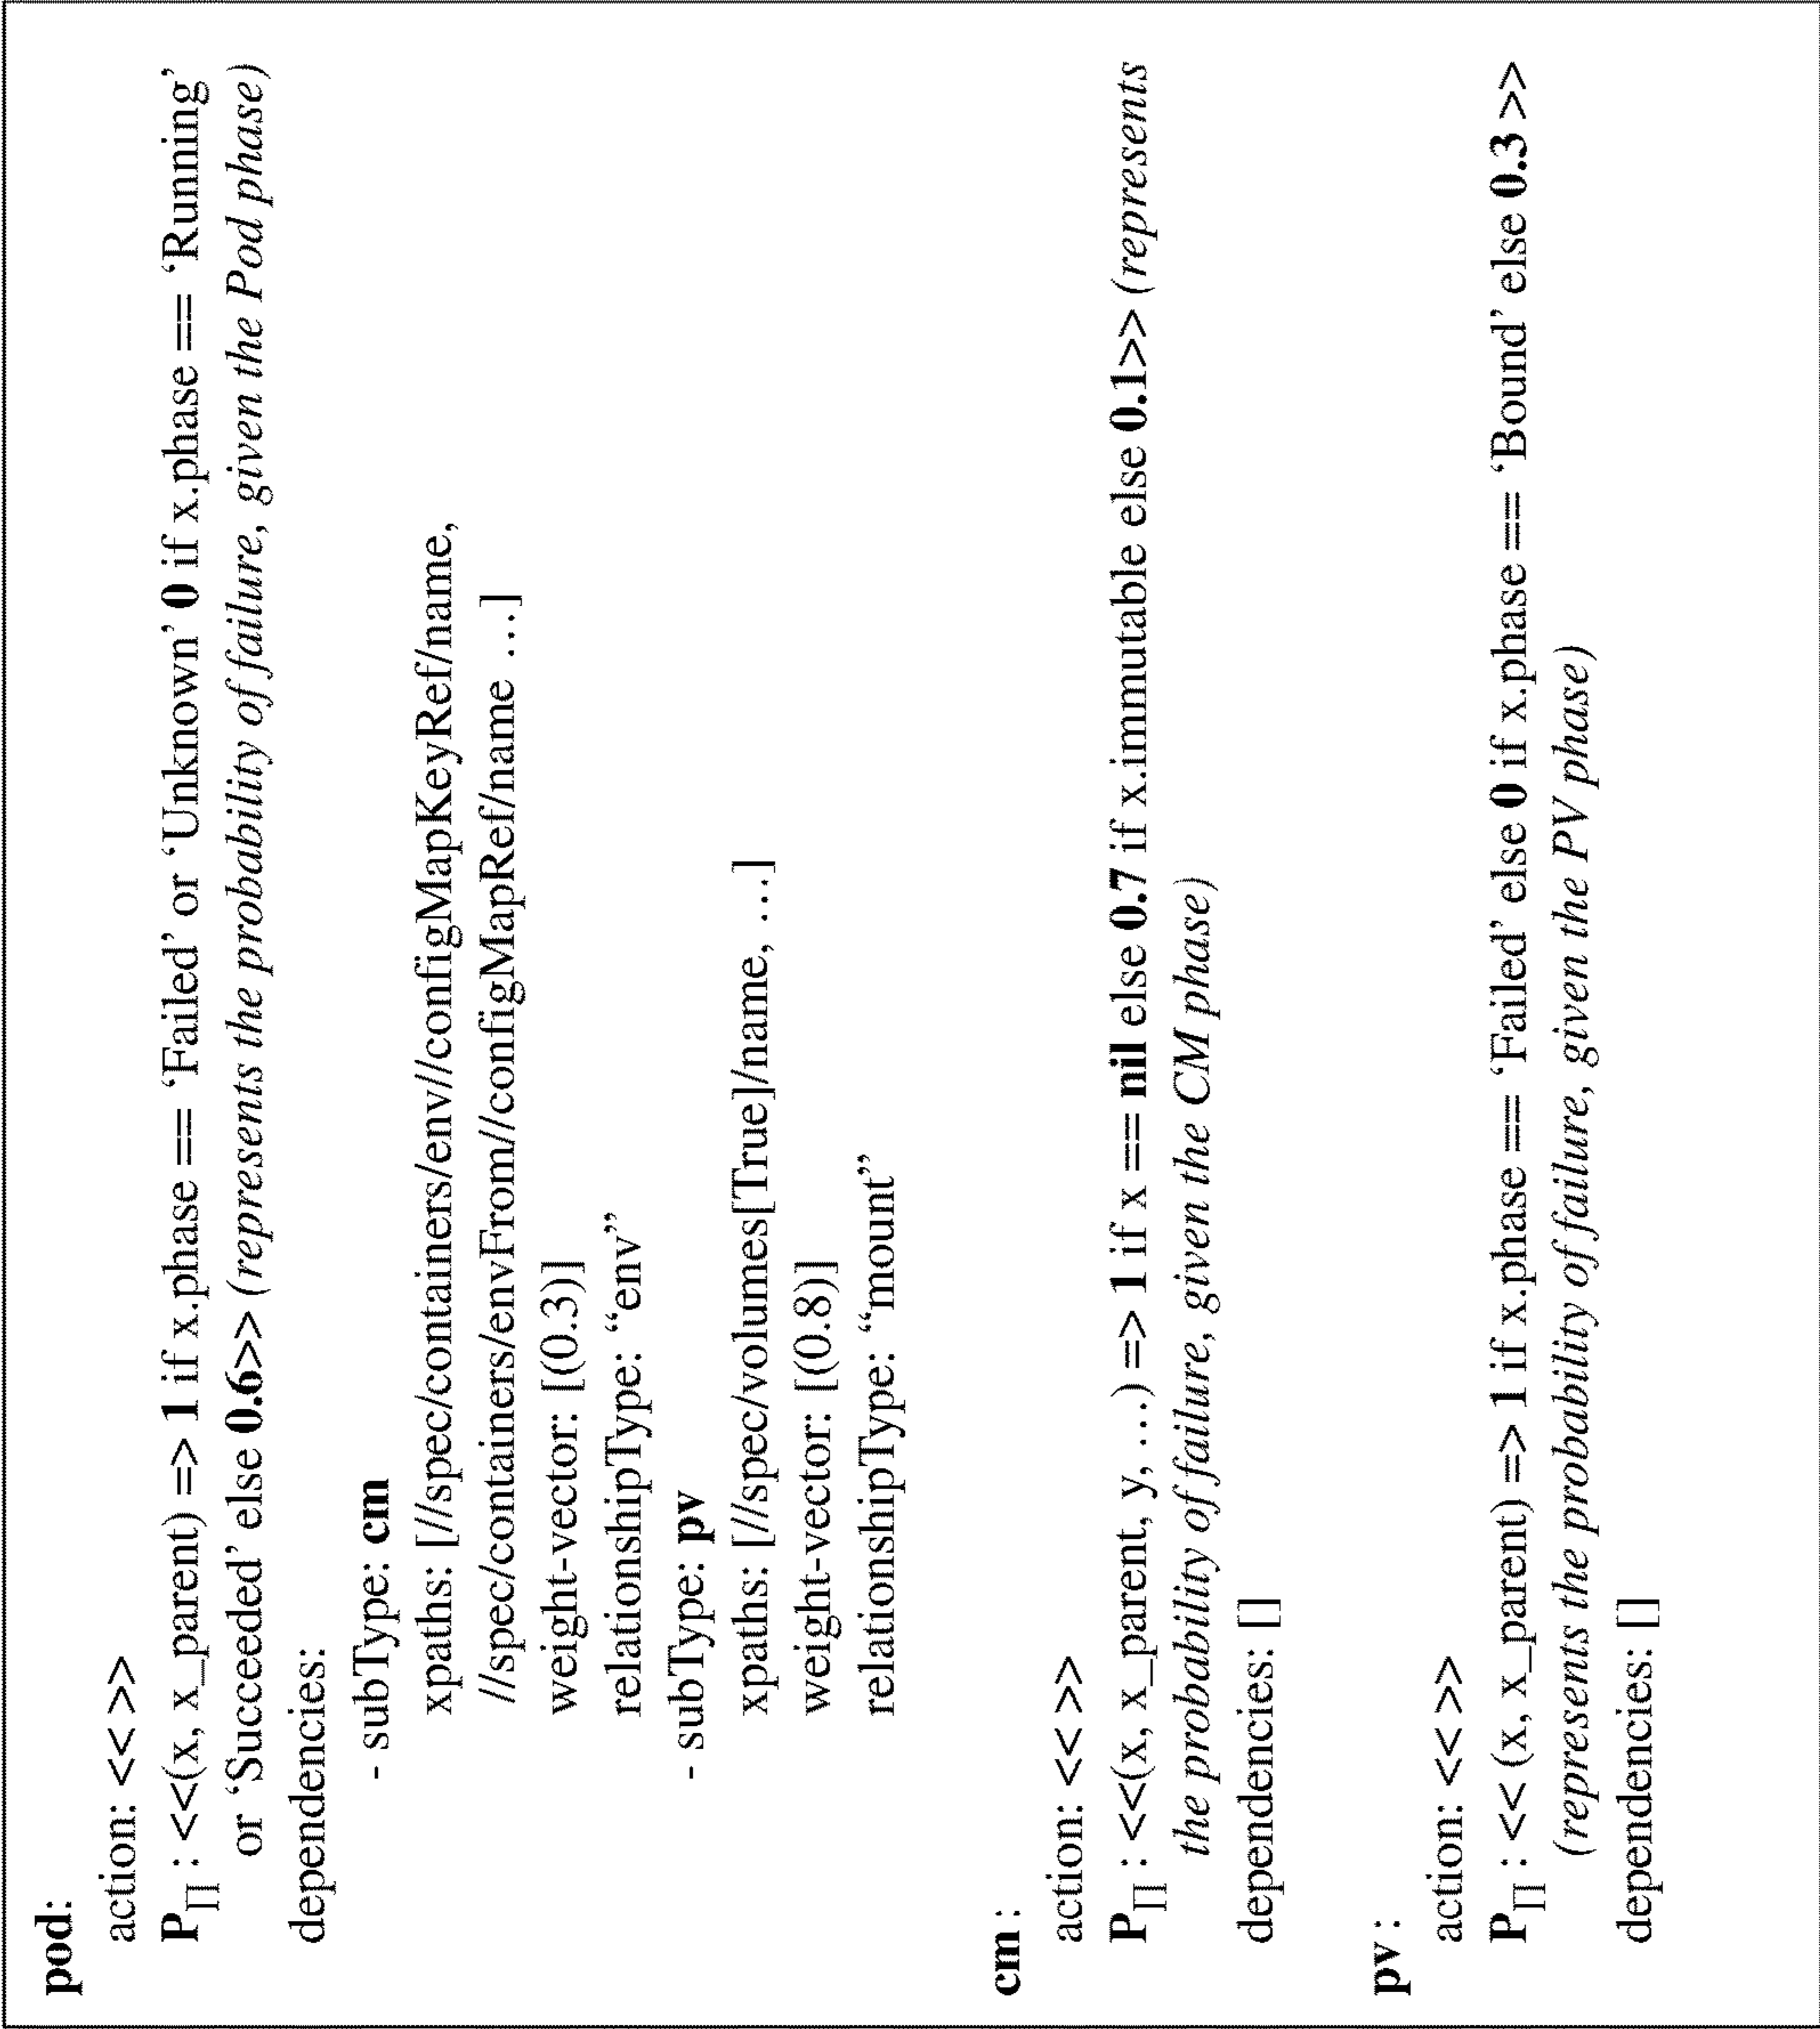 pod:
action: << >>
P∏ : <<(x, x_parent) => 1 if x.phase == ‘Failed’ or ‘Unknown’ 0 if x.phase == ‘Running’
or ‘Succeeded’ else 0.6>> (represents the probability of failure, given the Pod phase)
dependencies:
- subType: cm
xpaths: [//spec/containers/env//configMapKeyRef/name,
//spec/containers/envFrom//configMapRef/name …]
weight-vector: [(0.3)]
relationshipType: “env”
- subType: pv
xpaths: [//spec/volumes[True]/name, …]
weight-vector: [(0.8)]
relationshipType: “mount”
cm :
action: << >>
P∏ : <<(x, x_parent, y, …) => 1 if x == nil else 0.7 if x.immutable else 0.1>> (represents
the probability of failure, given the CM phase)
dependencies: []
pv :
action: << >>
P∏ : << (x, x_parent) => 1 if x.phase == ‘Failed’ else 0 if x.phase == ‘Bound’ else 0.3 >>
(represents the probability of failure, given the PV phase)
dependencies: []